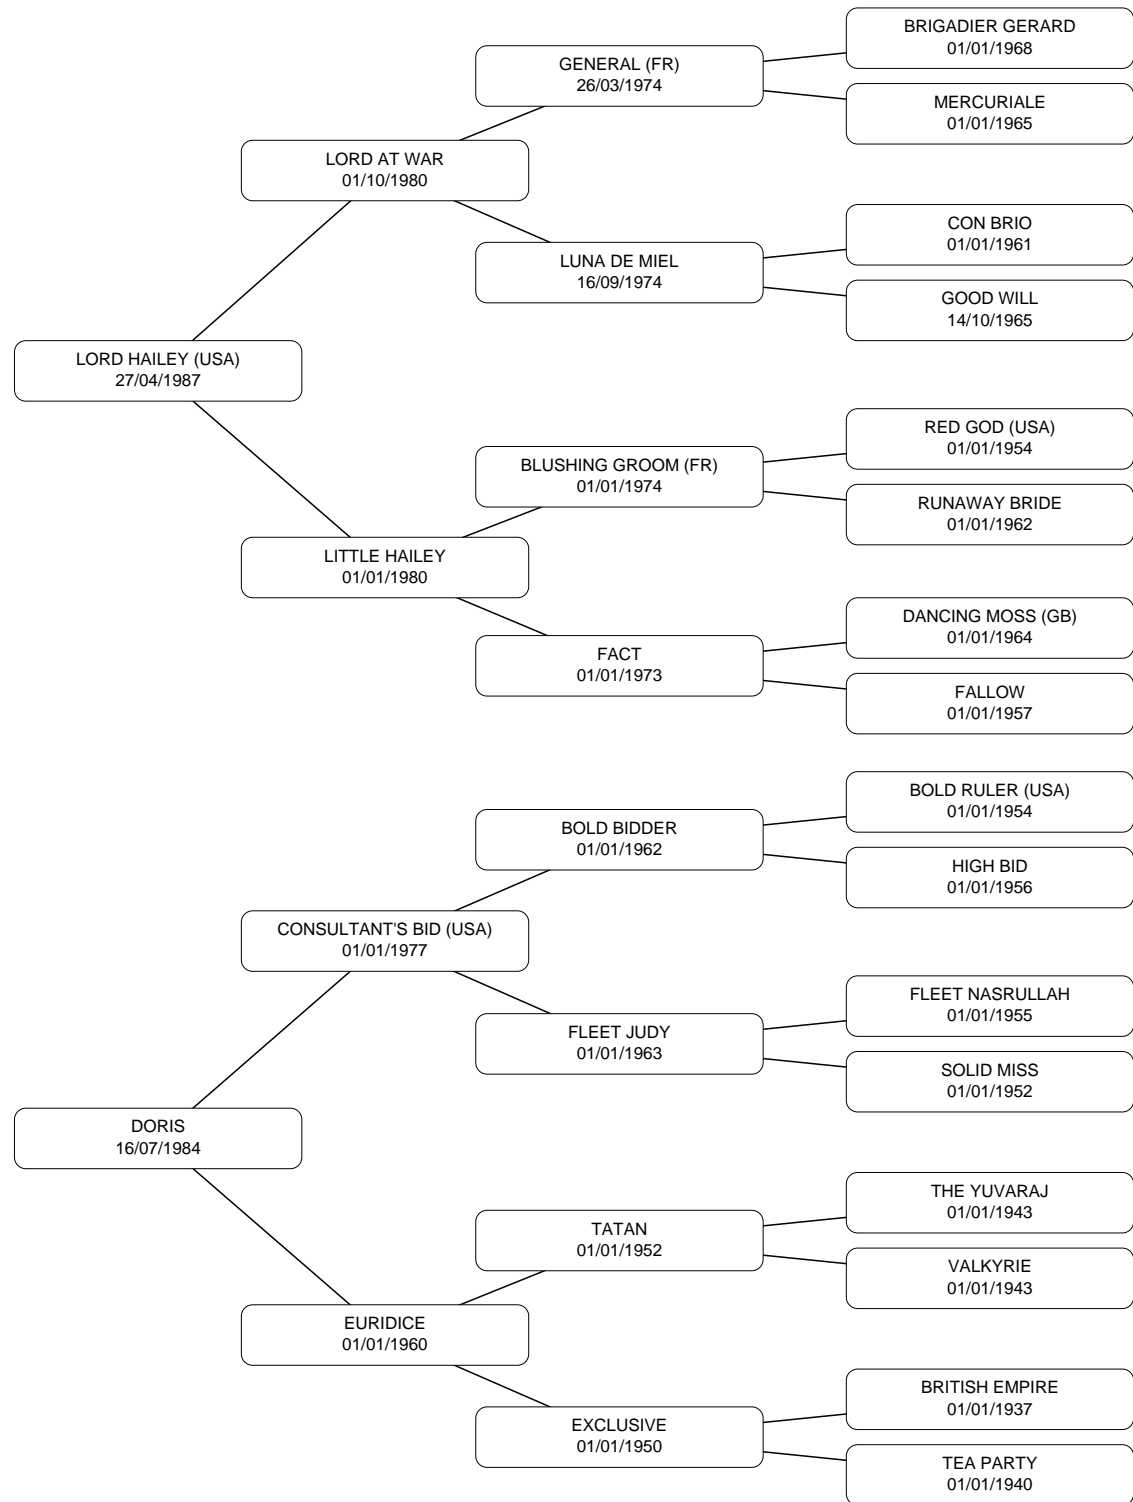 BRIGADIER GERARD
01/01/1968
GENERAL (FR)
26/03/1974
MERCURIALE
01/01/1965
LORD AT WAR
01/10/1980
CON BRIO
01/01/1961
LUNA DE MIEL
16/09/1974
GOOD WILL
14/10/1965
LORD HAILEY (USA)
27/04/1987
RED GOD (USA)
01/01/1954
BLUSHING GROOM (FR)
01/01/1974
RUNAWAY BRIDE
01/01/1962
LITTLE HAILEY
01/01/1980
DANCING MOSS (GB)
01/01/1964
FACT
01/01/1973
FALLOW
01/01/1957
BOLD RULER (USA)
01/01/1954
BOLD BIDDER
01/01/1962
HIGH BID
01/01/1956
CONSULTANT'S BID (USA)
01/01/1977
FLEET NASRULLAH
01/01/1955
FLEET JUDY
01/01/1963
SOLID MISS
01/01/1952
DORIS
16/07/1984
THE YUVARAJ
01/01/1943
TATAN
01/01/1952
VALKYRIE
01/01/1943
EURIDICE
01/01/1960
BRITISH EMPIRE
01/01/1937
EXCLUSIVE
01/01/1950
TEA PARTY
01/01/1940